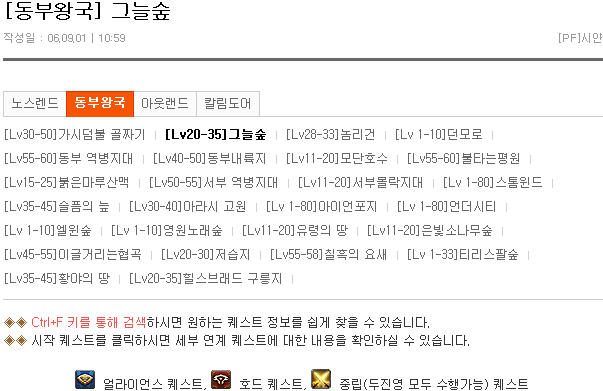 [동부왕국] 그늘숲
작성일 : 06.09.01 | 10:59 [PF]시얀
노스렌드 동부왕국 아웃랜드 칼림도어
[Lv30-50]가시덤불 골짜기 | [Lv20-35]그늘숲 | [Lv28-33]놈리건 | [Lv 1-10]던모로 |
[Lv55-60]동부 역병지대 | [Lv40-50]동부내륙지 | [Lv11-20]모단호수 | [Lv55-60]불타는평원 |
[Lv15-25]붉은마루산맥 | [Lv50-55]서부 역병지대 | [Lv11-20]서부몰락지대 | [Lv 1-80]스톰윈드 |
[Lv35-45]슬픔의 늪 | [Lv30-40]아라시 고원 | [Lv 1-80]아이언포지 | [Lv 1-80]언더시티 |
[Lv 1-10]엘윈숲 | [Lv 1-10]영원노래숲 | [Lv11-20]유령의 땅 | [Lv11-20]은빛소나무숲 |
[Lv45-55]이글거리는협곡 | [Lv20-30]저습지 | [Lv55-58]칠흑의 요새 | [Lv 1-33]티리스팔숲 |
[Lv35-45]황야의 땅 | [Lv20-35]힐스브래드 구릉지 |
◈◈ Ctrl+F 키를 통해 검색하시면 원하는 퀘스트 정보를 쉽게 찾을 수 있습니다.
◈◈ 시작 퀘스트를 클릭하시면 세부 연계 퀘스트에 대한 내용을 확인하실 수 있습니다.
얼라이언스 퀘스트, 호드 퀘스트, 중립(두진영 모두 수행가능) 퀘스트